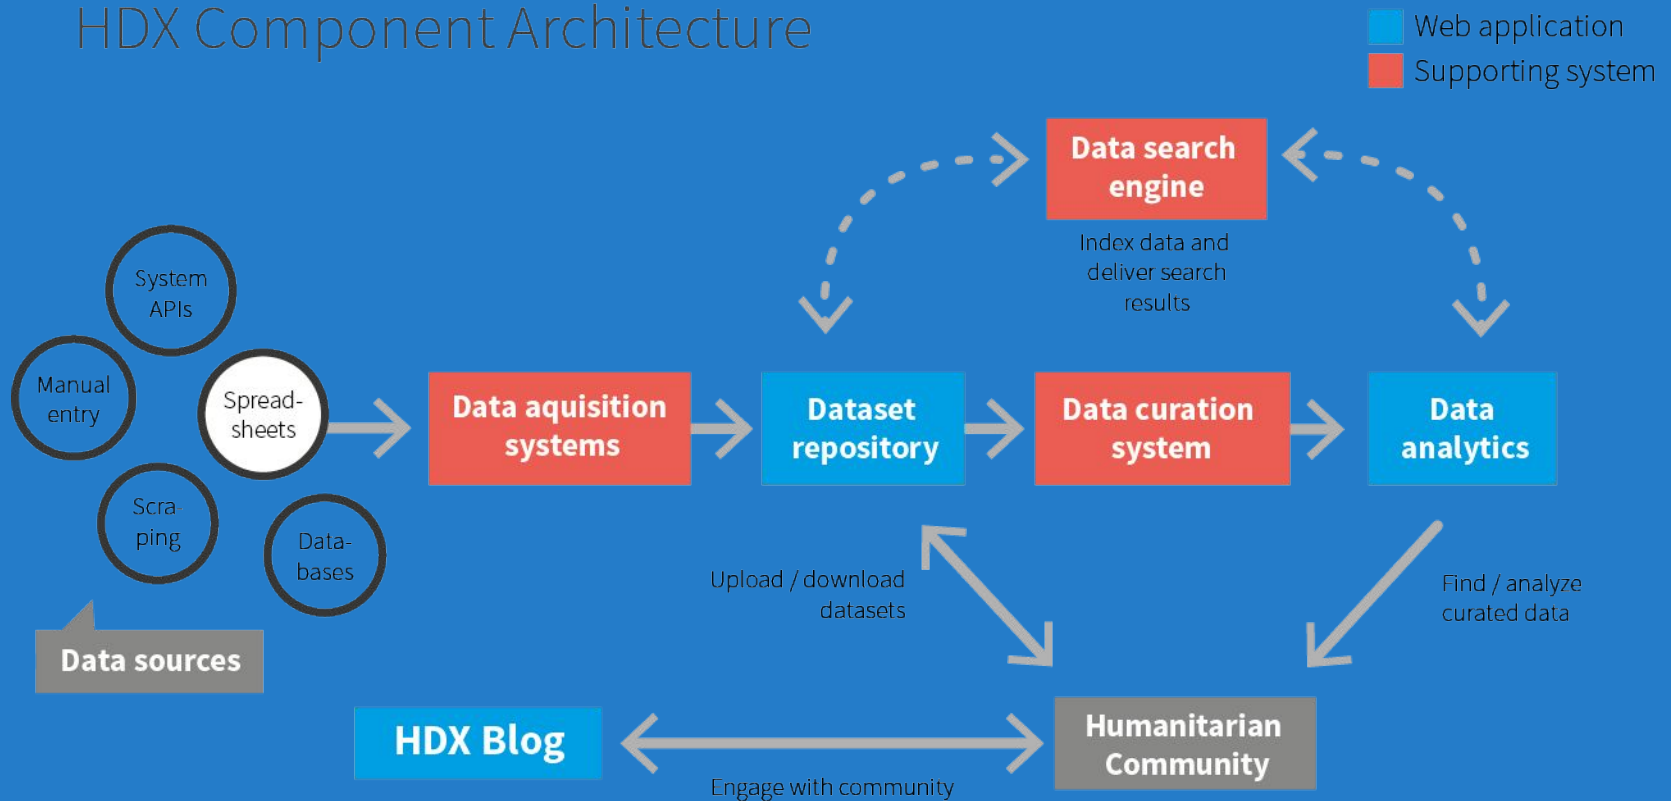 HDX Component Architecture
Web application
Supporting system
Data search
engine
Index data and
deliver search
results
System
APIs
Manual
entry
Spread-
sheets
Scra-
ping
Data-
bases
Data sources
Data aquisition
systems
Dataset
repository
Data curation
system
Data
analytics
Upload / download
datasets
Find / analyze
curated data
HDX Blog
Engage with community
Humanitarian
Community